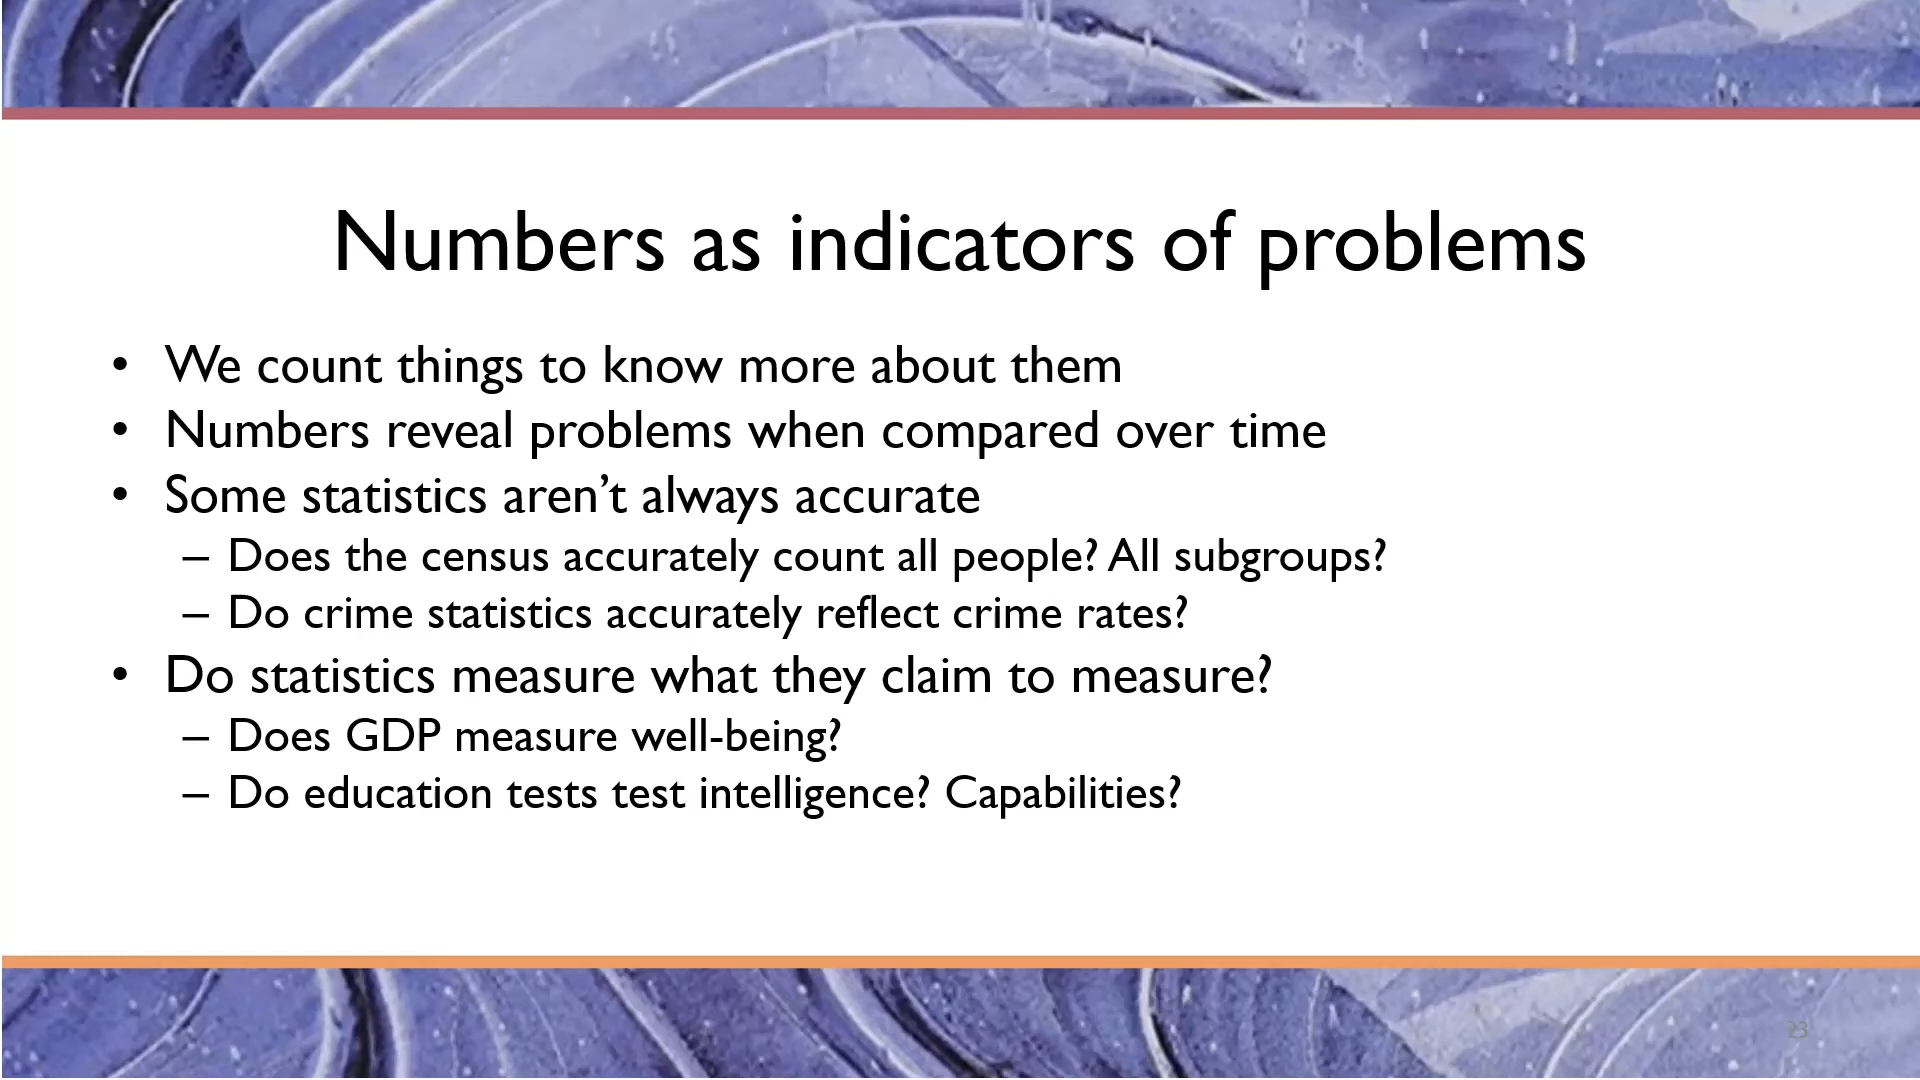 Numbers as indicators of problems
• We count things to know more about them
• Numbers reveal problems when compared over time
• Some statistics aren’t always accurate
– Does the census accurately count all people? All subgroups?
– Do crime statistics accurately reflect crime rates?
• Do statistics measure what they claim to measure?
– Does GDP measure well-being?
– Do education tests test intelligence? Capabilities?
23